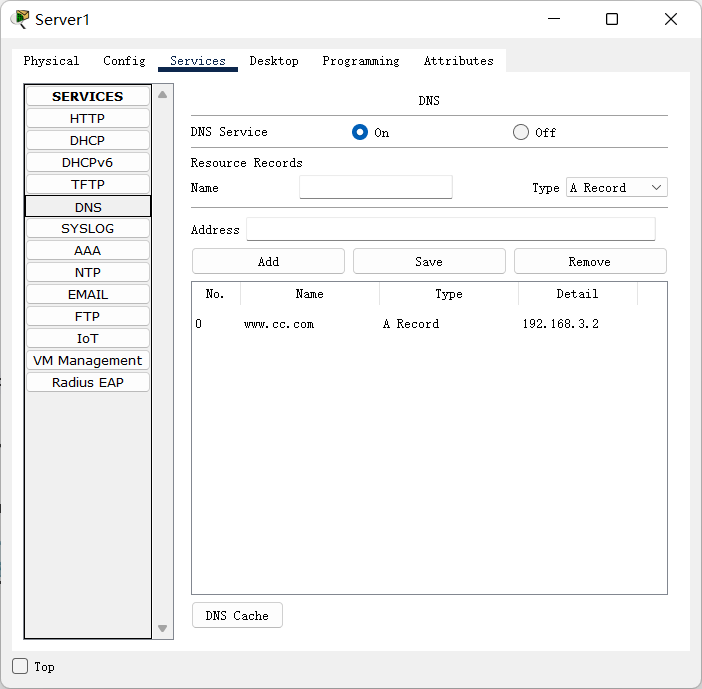 Server1
Physical Config Services Desktop Programming Attributes
SERVICES
HTTP
DHCP
DHCPv6
TFTP
DNS
SYSLOG
AAA
NTP
EMAIL
FTP
IoT
VM Management
Radius EAP
DNS
DNS Service On Off
Resource Records
Name Type A Record
Address
Add Save Remove
No. Name Type Detail
0 www.cc.com A Record 192.168.3.2
DNS Cache
Top